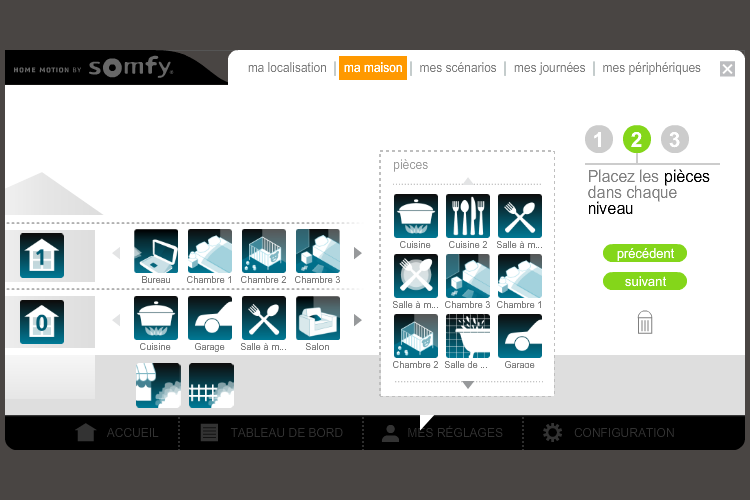 HOME MOTION BY somfy.
ma localisation | ma maison | mes scénarios | mes journées | mes périphériques
1 2 3
Placez les pièces
dans chaque
niveau
précédent
suivant
pièces
Cuisine Cuisine 2 Salle à m...
Salle à m... Chambre 3 Chambre 1
Chambre 2 Salle de ... Garage
1
Bureau Chambre 1 Chambre 2 Chambre 3
0
Cuisine Garage Salle à m... Salon
ACCUEIL TABLEAU DE BORD MES RÉGLAGES CONFIGURATION